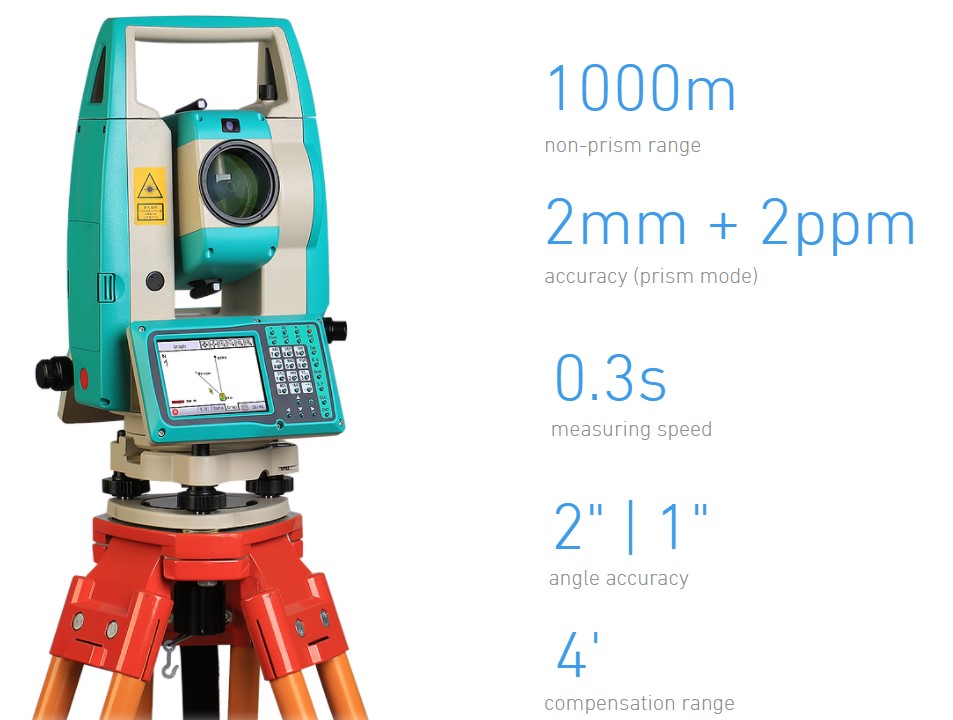 1000m
non-prism range
2mm + 2ppm
accuracy (prism mode)
0.3s
measuring speed
2" | 1"
angle accuracy
4'
compensation range
Graph
N